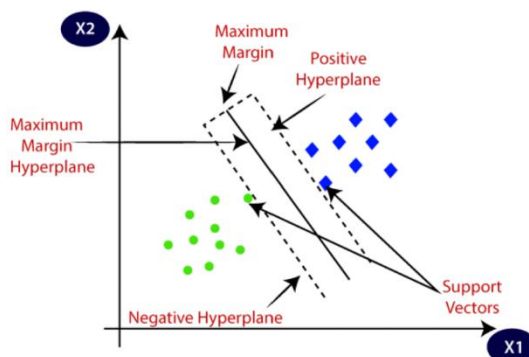 X2
Maximum
Margin
Positive
Hyperplane
Maximum
Margin
Hyperplane
Support
Vectors
Negative Hyperplane
X1